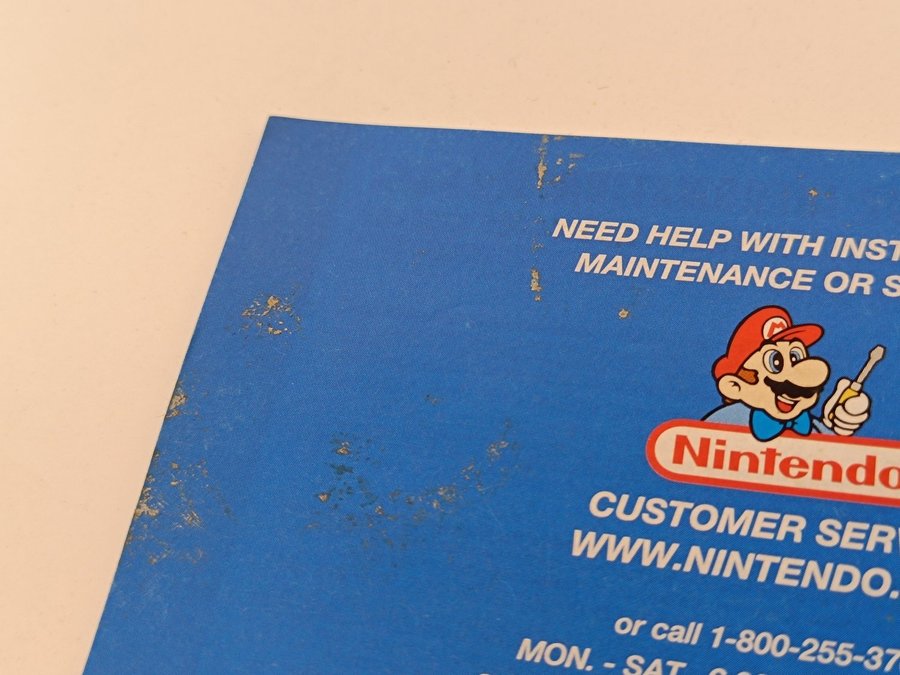 NEED HELP WITH INST
MAINTENANCE OR S
M
Nintendo
CUSTOMER SERV
WWW.NINTENDO.
or call 1-800-255-37
MON. - SAT.